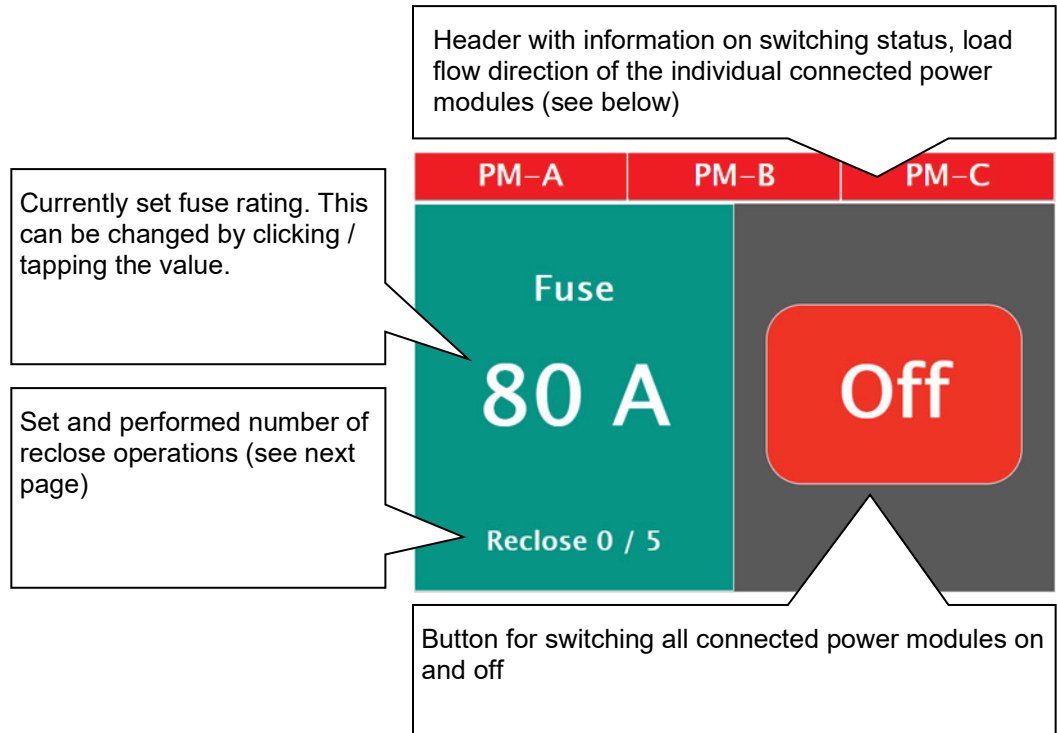 Header with information on switching status, load
flow direction of the individual connected power
modules (see below)
PM–A PM–B PM–C
Currently set fuse rating. This
can be changed by clicking /
tapping the value.
Fuse
80 A
Off
Set and performed number of
reclose operations (see next
page)
Reclose 0 / 5
Button for switching all connected power modules on
and off